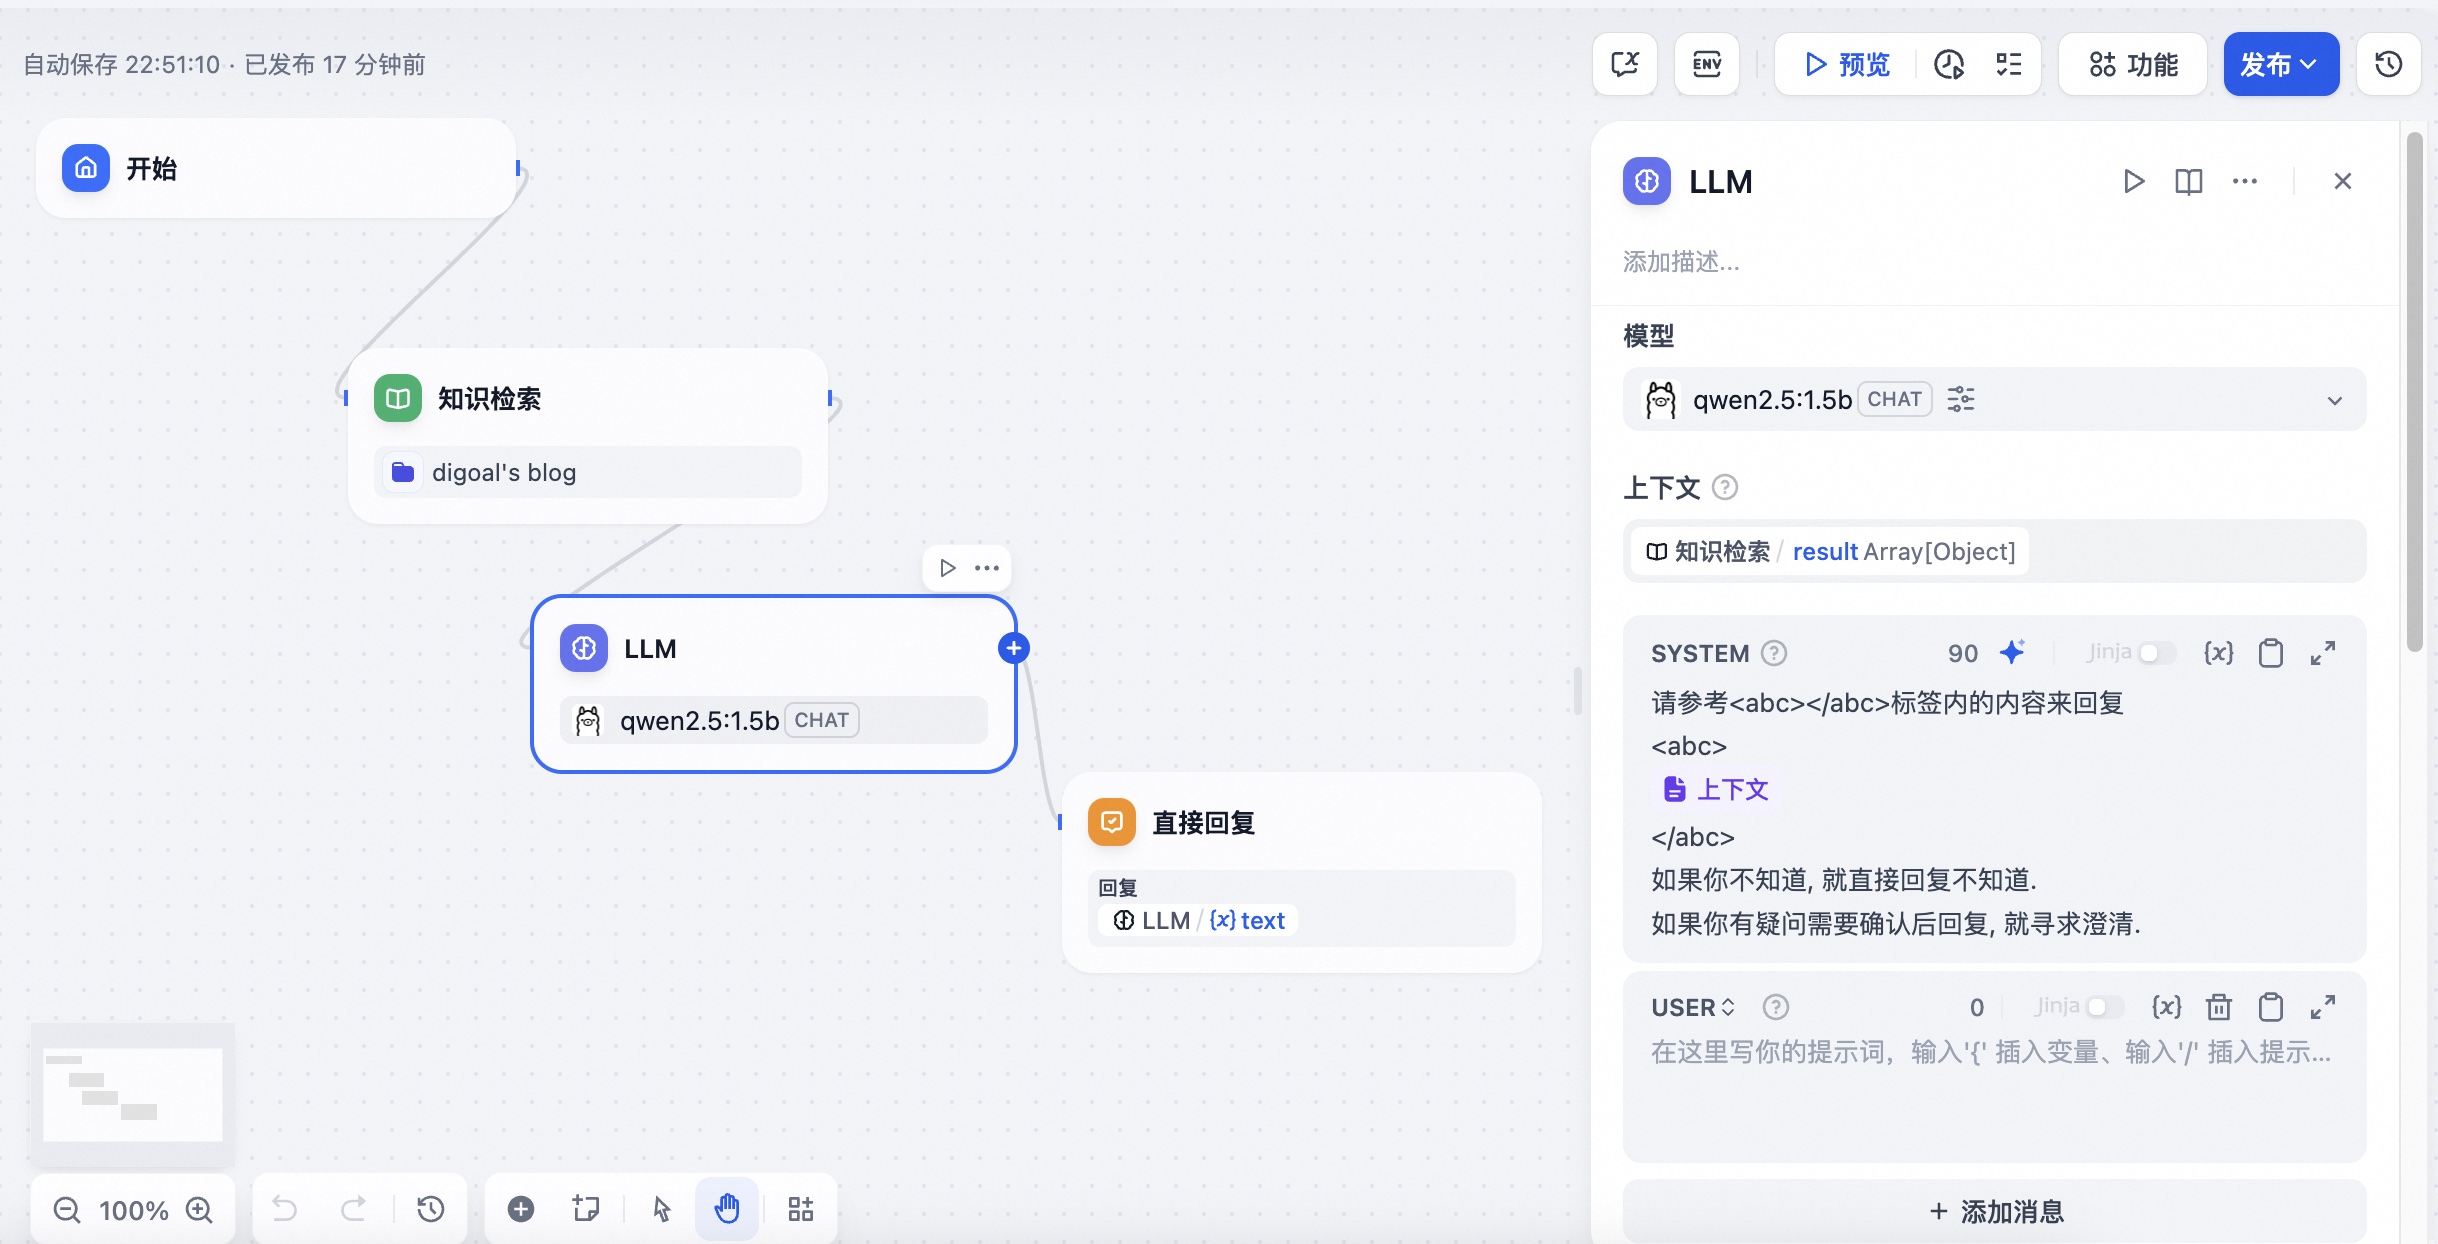 自动保存 22:51:10 · 已发布 17 分钟前
ENV
预览
功能
发布
开始
知识检索
digoal's blog
LLM
qwen2.5:1.5b CHAT
直接回复
回复
LLM / {x} text
100%
LLM
添加描述...
模型
qwen2.5:1.5b CHAT
上下文
知识检索 / result Array[Object]
SYSTEM 90 Jinja {x}
请参考<abc></abc>标签内的内容来回复
<abc>
上下文
</abc>
如果你不知道, 就直接回复不知道.
如果你有疑问需要确认后回复, 就寻求澄清.
USER 0 Jinja {x}
在这里写你的提示词，输入'{' 插入变量、输入'/' 插入提示...
+ 添加消息